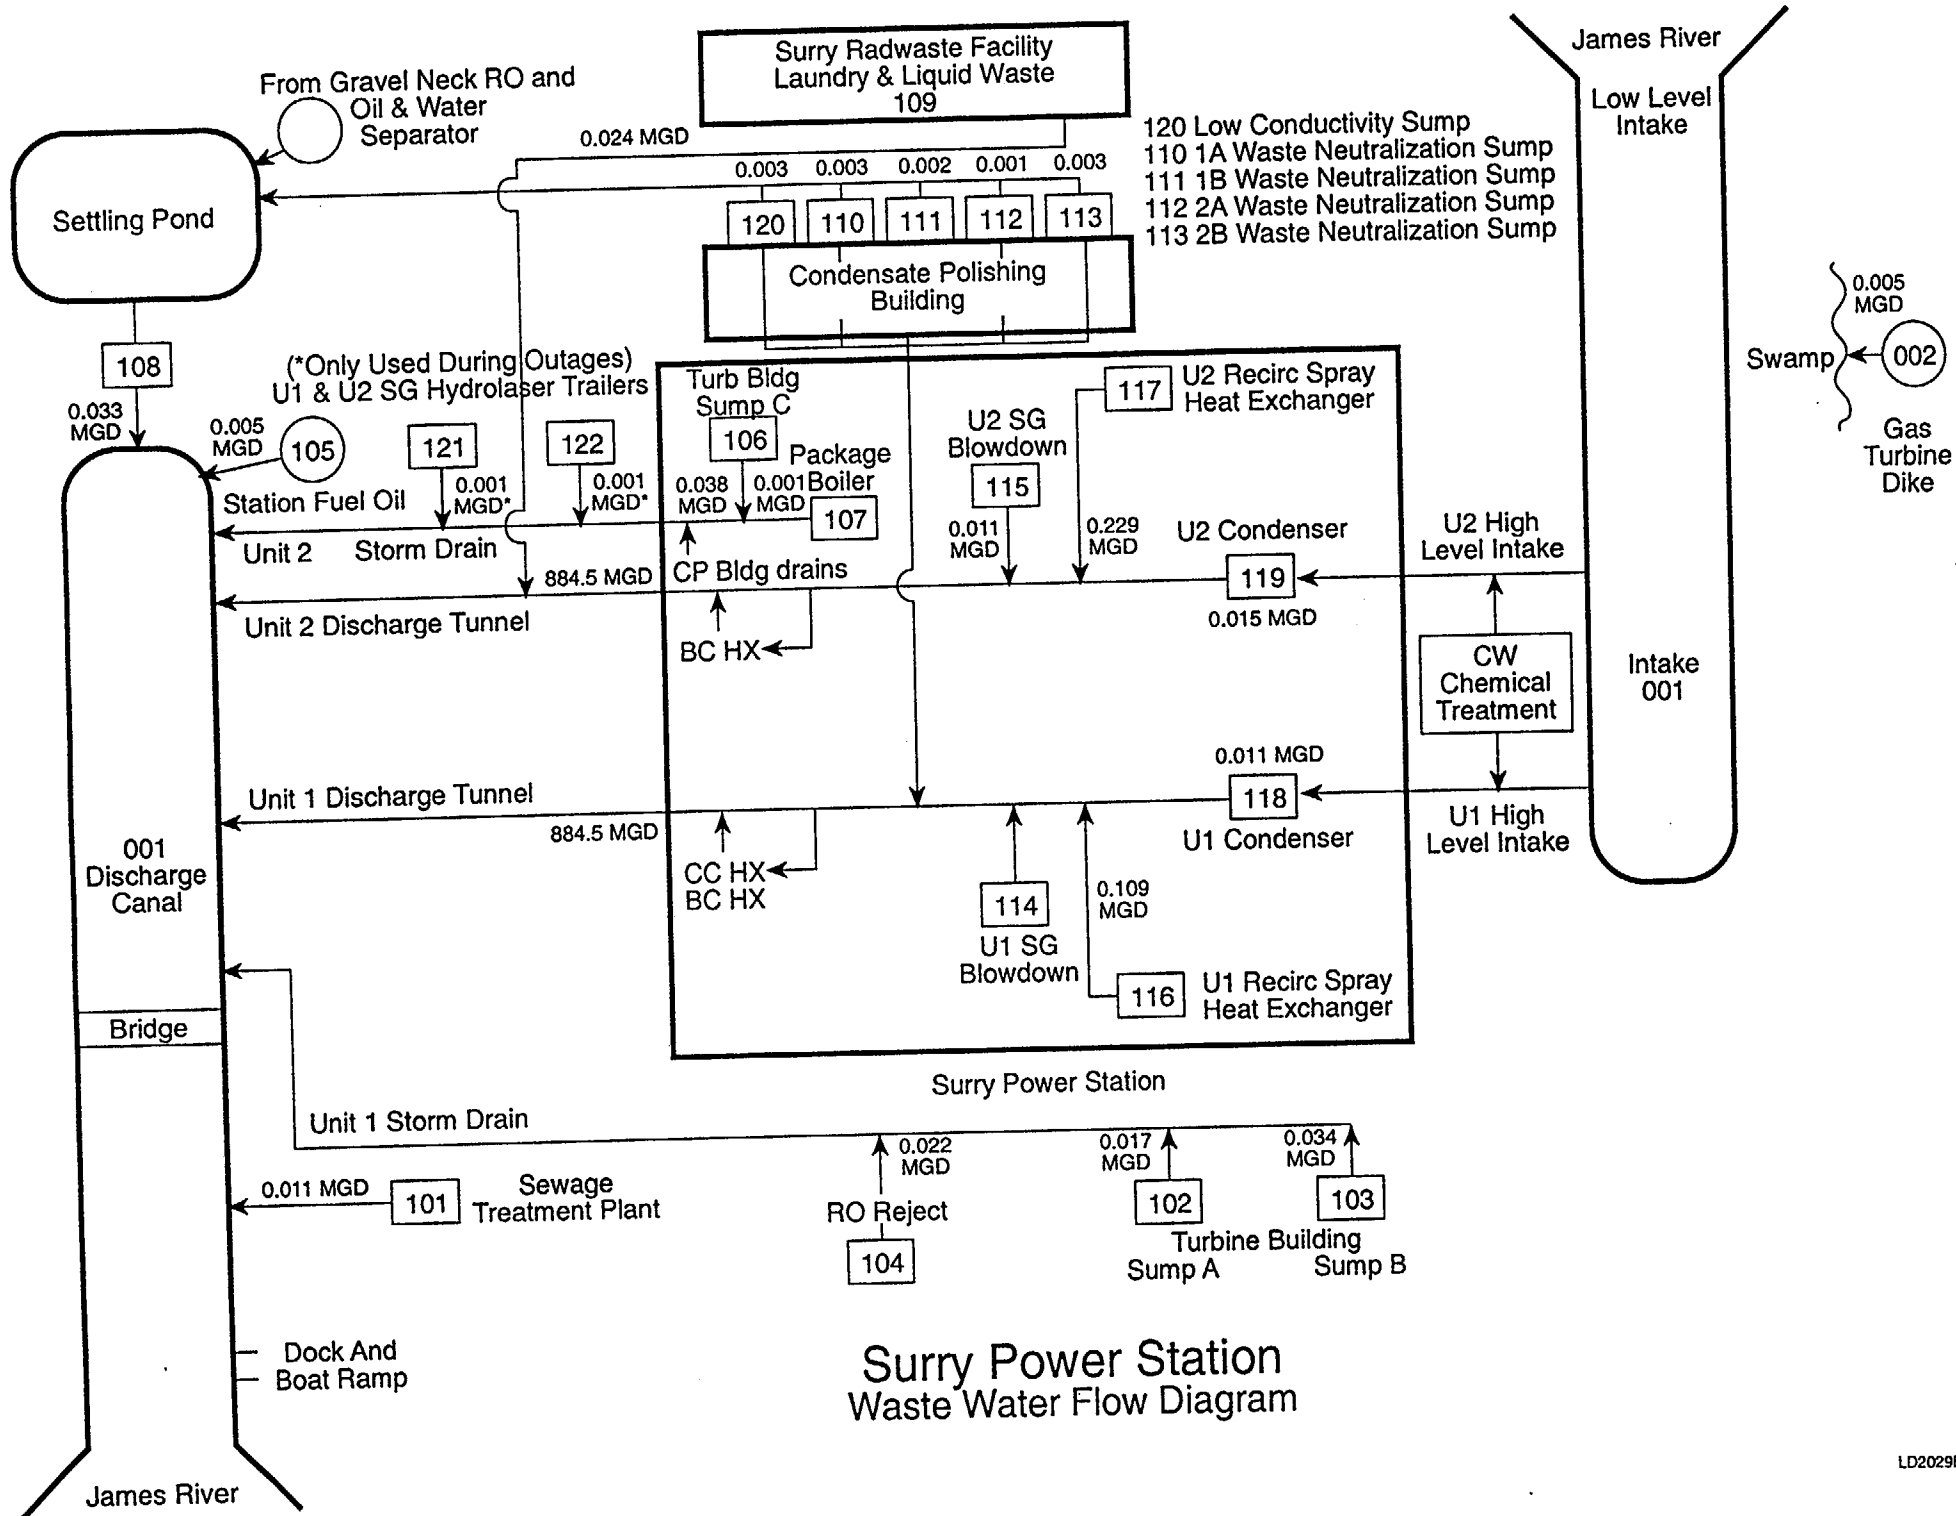 Surry Radwaste Facility
Laundry & Liquid Waste
109
James River
Low Level
Intake
From Gravel Neck RO and
Oil & Water
Separator
0.024 MGD
120 Low Conductivity Sump
110 1A Waste Neutralization Sump
111 1B Waste Neutralization Sump
112 2A Waste Neutralization Sump
113 2B Waste Neutralization Sump
0.003 0.003 0.002 0.001 0.003
120 110 111 112 113
Settling Pond
Condensate Polishing
Building
108
0.033
MGD
(*Only Used During Outages)
U1 & U2 SG Hydrolaser Trailers
0.005
MGD
105
121
122
0.001
MGD*
0.001
MGD*
Station Fuel Oil
Unit 2 Storm Drain
Turb Bldg
Sump C
106
0.038
MGD
0.001
MGD
Package
Boiler
107
CP Bldg drains
U2 SG
Blowdown
115
0.011
MGD
117
U2 Recirc Spray
Heat Exchanger
0.229
MGD
U2 Condenser
119
0.015 MGD
U2 High
Level Intake
0.005
MGD
Swamp
002
Gas
Turbine
Dike
884.5 MGD
Unit 2 Discharge Tunnel
BC HX
CW
Chemical
Treatment
Intake
001
Unit 1 Discharge Tunnel
884.5 MGD
0.011 MGD
118
U1 Condenser
U1 High
Level Intake
CC HX
BC HX
001
Discharge
Canal
114
U1 SG
Blowdown
0.109
MGD
116
U1 Recirc Spray
Heat Exchanger
Bridge
Surry Power Station
Unit 1 Storm Drain
0.022
MGD
0.017
MGD
0.034
MGD
0.011 MGD
101
Sewage
Treatment Plant
RO Reject
104
102
103
Turbine Building
Sump A
Sump B
Dock And
Boat Ramp
Surry Power Station
Waste Water Flow Diagram
James River
LD2029